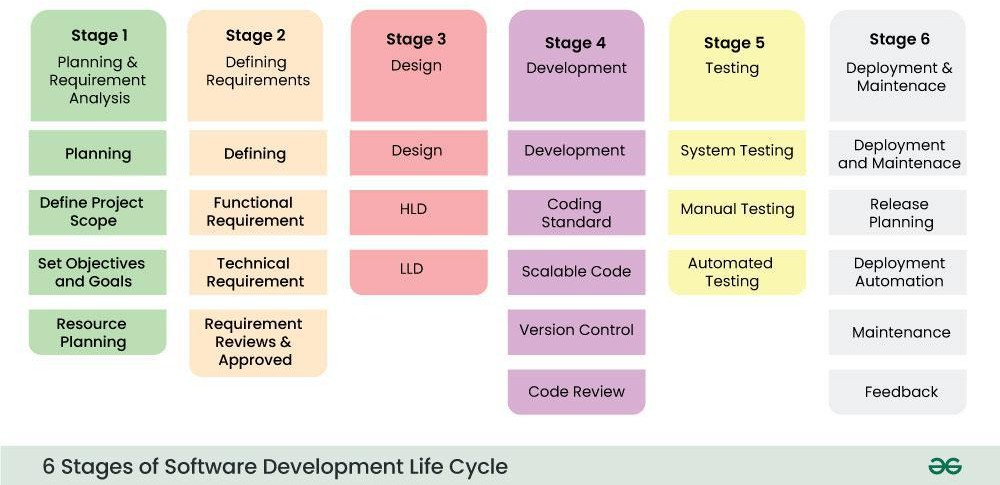 Stage 1
Planning &
Requirement
Analysis
Planning
Define Project
Scope
Set Objectives
and Goals
Resource
Planning
Stage 2
Defining
Requirements
Defining
Functional
Requirement
Technical
Requirement
Requirement
Reviews &
Approved
Stage 3
Design
Design
HLD
LLD
Stage 4
Development
Development
Coding
Standard
Scalable Code
Version Control
Code Review
Stage 5
Testing
System Testing
Manual Testing
Automated
Testing
Stage 6
Deployment &
Maintenace
Deployment
and Maintenace
Release
Planning
Deployment
Automation
Maintenance
Feedback
6 Stages of Software Development Life Cycle